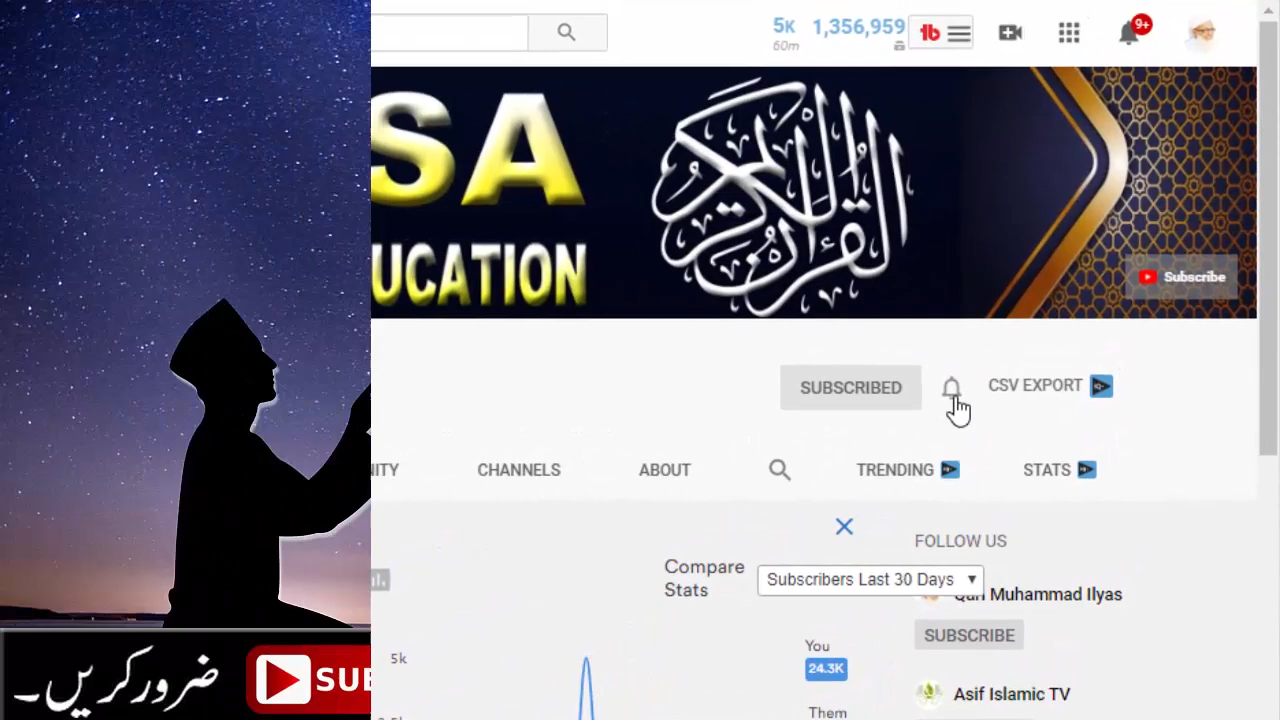 5K 1,356,959
60m
9+
SA
UCATION
القرآن الكريم
Subscribe
SUBSCRIBED
CSV EXPORT
NITY CHANNELS ABOUT TRENDING STATS
FOLLOW US
Compare
Stats
Subscribers Last 30 Days
Qari Muhammad Ilyas
SUBSCRIBE
You
24.3K
5k
Asif Islamic TV
Them
ضرور کریں۔
SUB